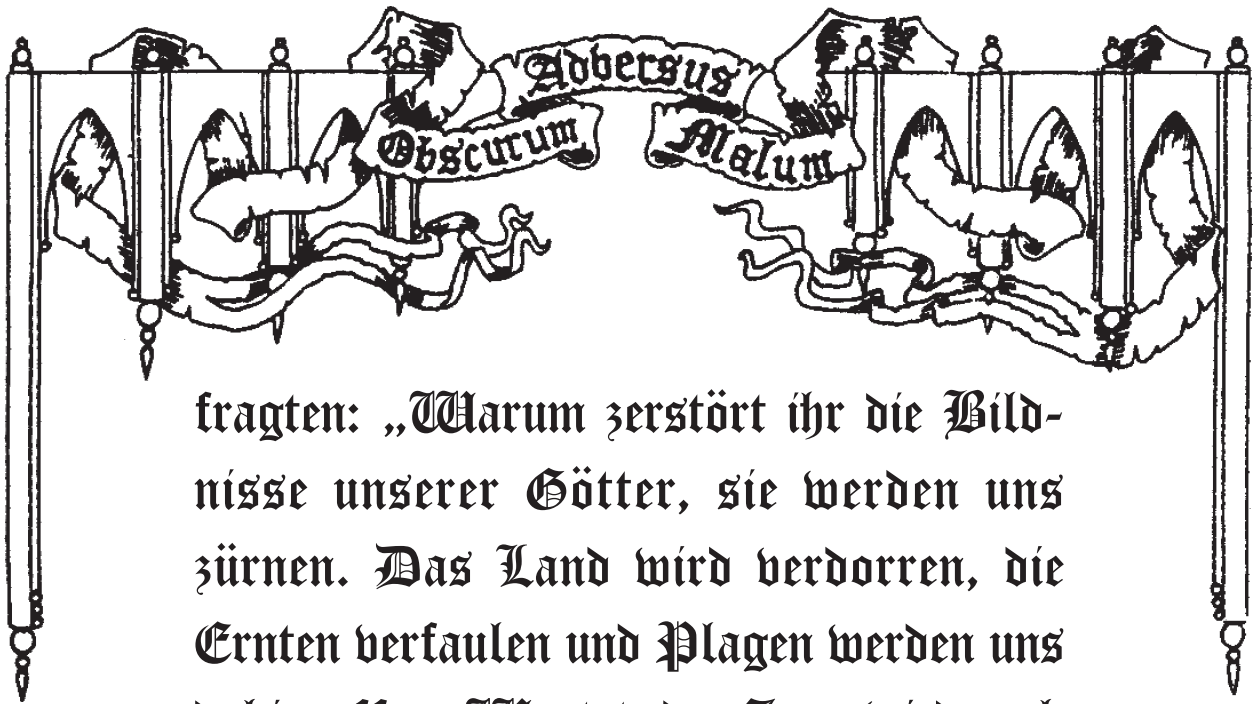 Adversus
Obscurum Malum
fragten: „Warum zerstört ihr die Bild-
nisse unserer Götter, sie werden uns
zürnen. Das Land wird verdorren, die
Ernten verfaulen und Plagen werden uns